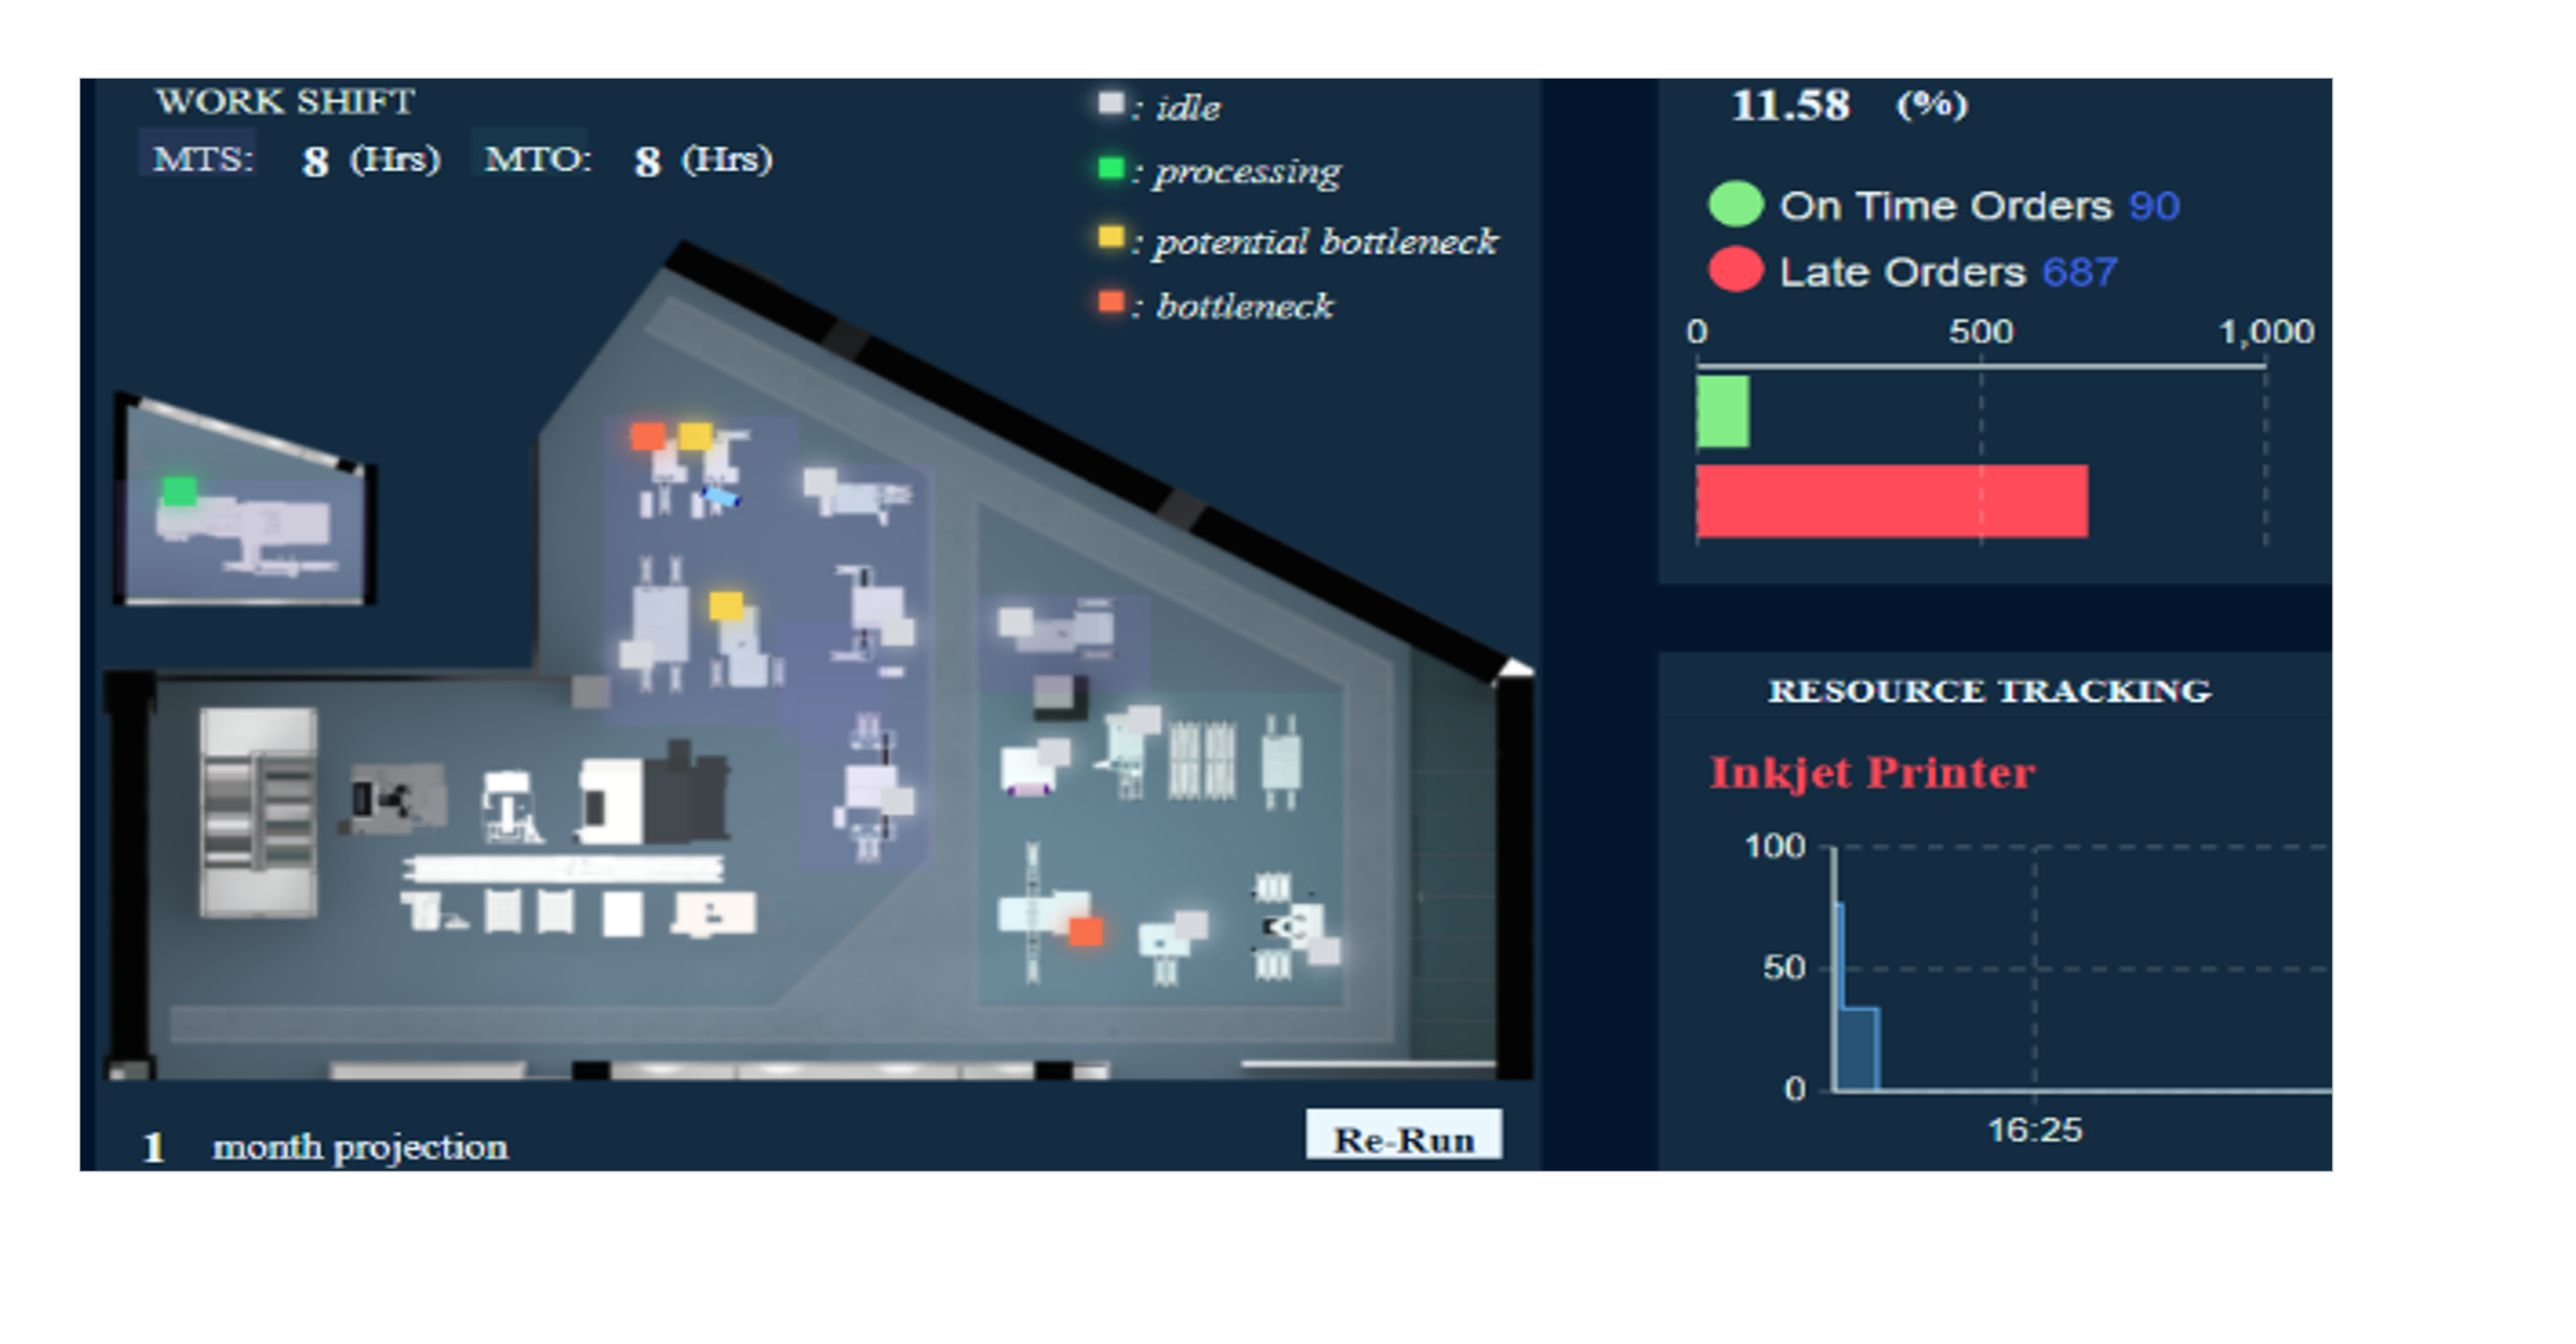 WORK SHIFT
MTS: 8 (Hrs) MTO: 8 (Hrs)
: idle
: processing
: potential bottleneck
: bottleneck
1 month projection
Re-Run
11.58 (%)
On Time Orders 90
Late Orders 687
0 500 1,000
RESOURCE TRACKING
Inkjet Printer
100
50
0
16:25